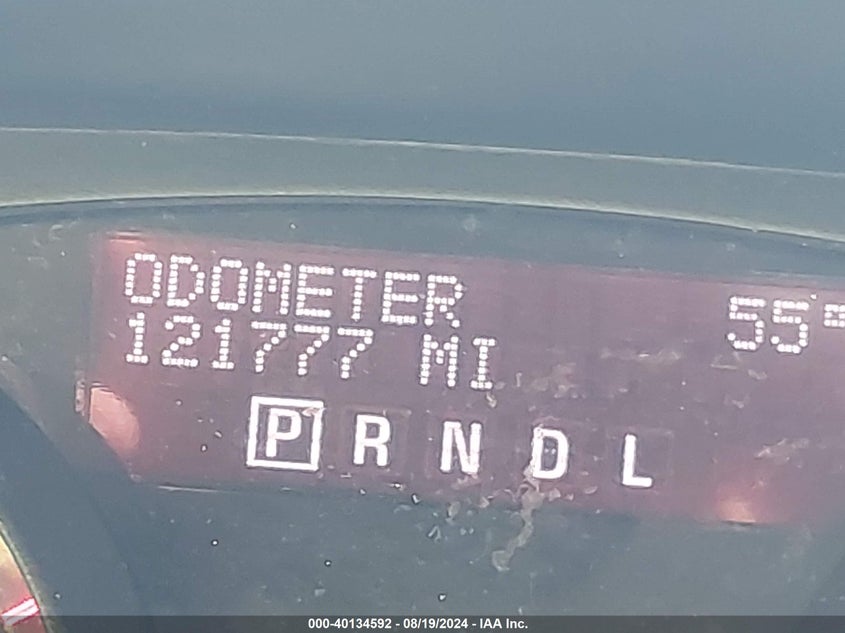 ODOMETER 55°
121777 MI
P R N D L
000-40134592 - 08/19/2024 - IAA Inc.